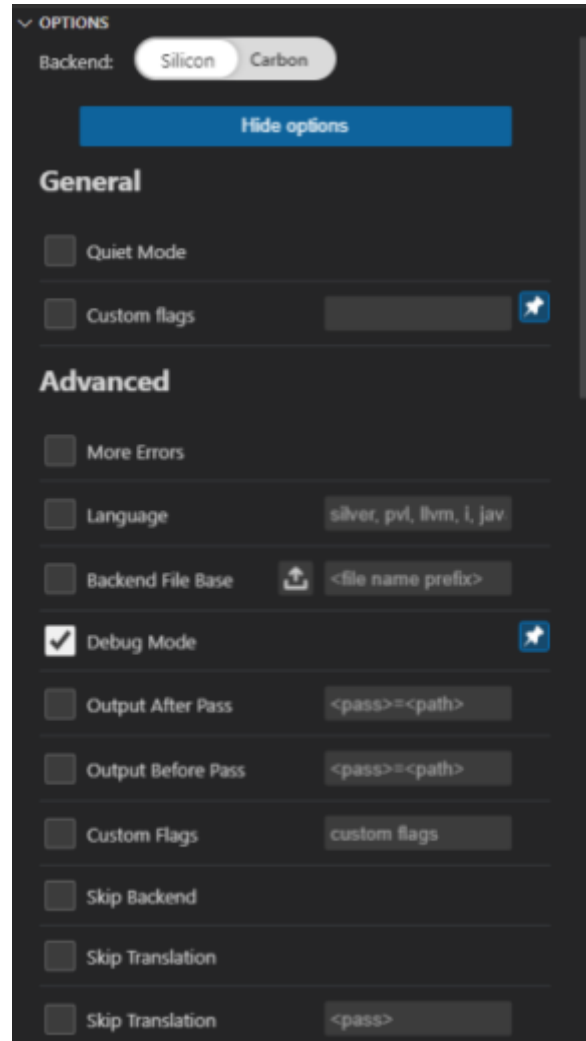 OPTIONS
Backend: Silicon Carbon
Hide options
General
Quiet Mode
Custom flags
Advanced
More Errors
Language silver, pvl, llvm, i, jav
Backend File Base <file name prefix>
Debug Mode
Output After Pass <pass>=<path>
Output Before Pass <pass>=<path>
Custom Flags custom flags
Skip Backend
Skip Translation
Skip Translation <pass>